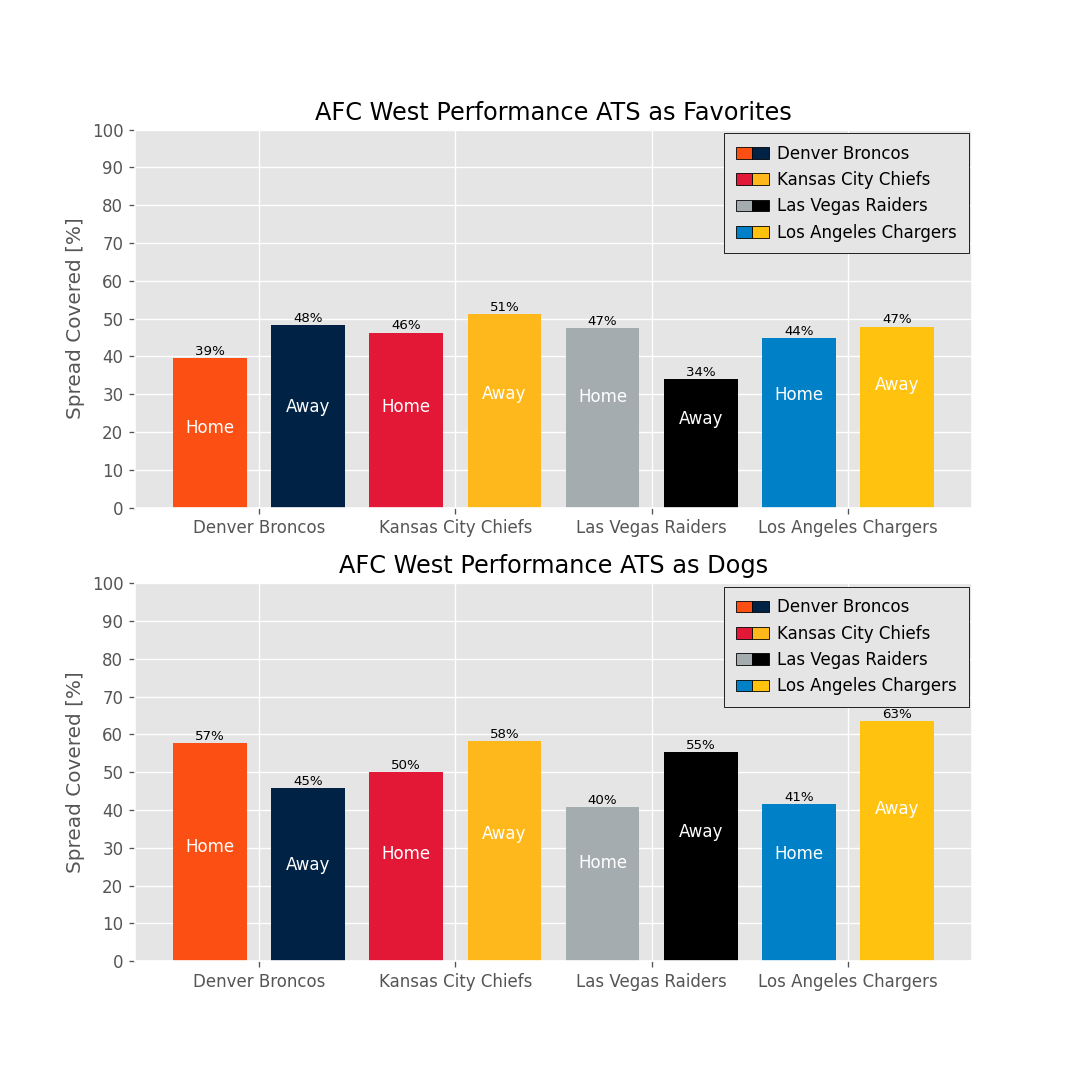 AFC West Performance ATS as Favorites
Spread Covered [%]
100
90
80
70
60
50
40
30
20
10
0
Denver Broncos
Kansas City Chiefs
Las Vegas Raiders
Los Angeles Chargers
39%
48%
46%
51%
47%
34%
44%
47%
Home
Away
Home
Away
Home
Away
Home
Away
Denver Broncos
Kansas City Chiefs
Las Vegas Raiders
Los Angeles Chargers
AFC West Performance ATS as Dogs
Spread Covered [%]
100
90
80
70
60
50
40
30
20
10
0
Denver Broncos
Kansas City Chiefs
Las Vegas Raiders
Los Angeles Chargers
57%
45%
50%
58%
40%
55%
41%
63%
Home
Away
Home
Away
Home
Away
Home
Away
Denver Broncos
Kansas City Chiefs
Las Vegas Raiders
Los Angeles Chargers